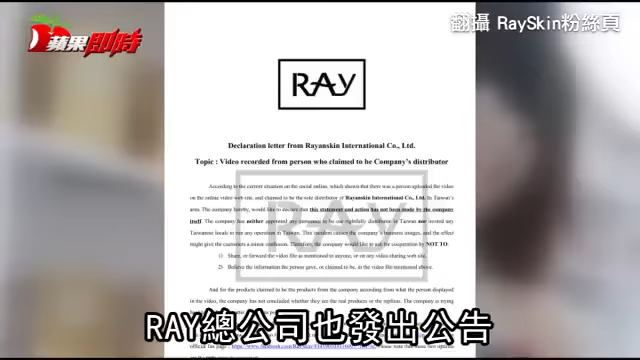 蘋果即時
翻攝 RaySkin粉絲頁
RAY
Declaration letter from Rayanskin International Co., Ltd.
Topic : Video recorded from person who claimed to be Company's distributor
According to the current situation on the social online, which shown that there was a person uploaded the video
on the online video web site, and claimed to be the sole distributor of Rayanskin International Co., Ltd. In Taiwan's
area. The company hereby, would like to declare that this statement and action has not been made by the company
itself. The company has neither appointed any personnel to be our rightfully distributor in Taiwan nor trusted any
Taiwanese locals to run any operation in Taiwan. This incident causes the company's business images, and the effect
might give the customers a minor confusion. Therefore, the company would like to ask for cooperation by NOT TO:
1) Share, or forward the video file as mentioned to anyone, or on any video sharing web site.
2) Believe the information the person gave, or claimed to be, in the video file mentioned above.
And for the products claimed to be the products from the company according from what the person displayed
in the video, the company has not concluded whether they are the real products or the replica. The company is trying
RAY
RAY總公司也發出公告